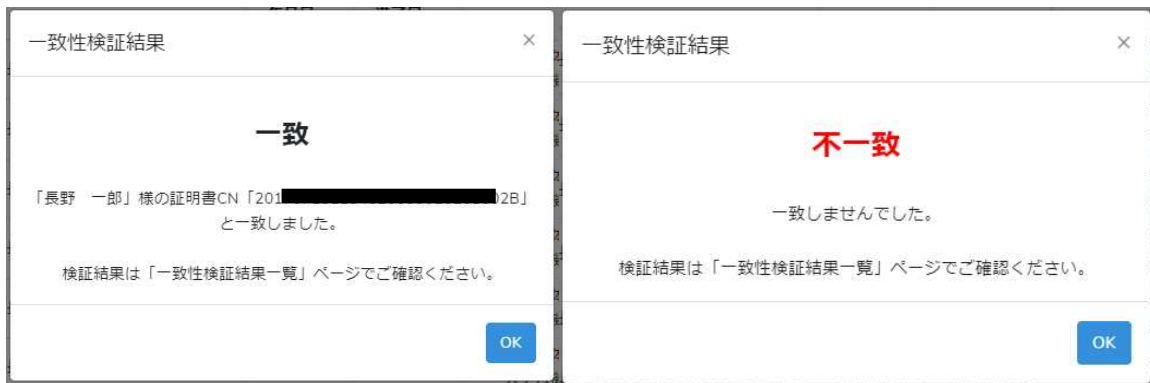 一致性検証結果
×
一致
「長野 一郎」様の証明書CN「201 02B」
と一致しました。
検証結果は「一致性検証結果一覧」ページでご確認ください。
OK
一致性検証結果
×
不一致
一致しませんでした。
検証結果は「一致性検証結果一覧」ページでご確認ください。
OK